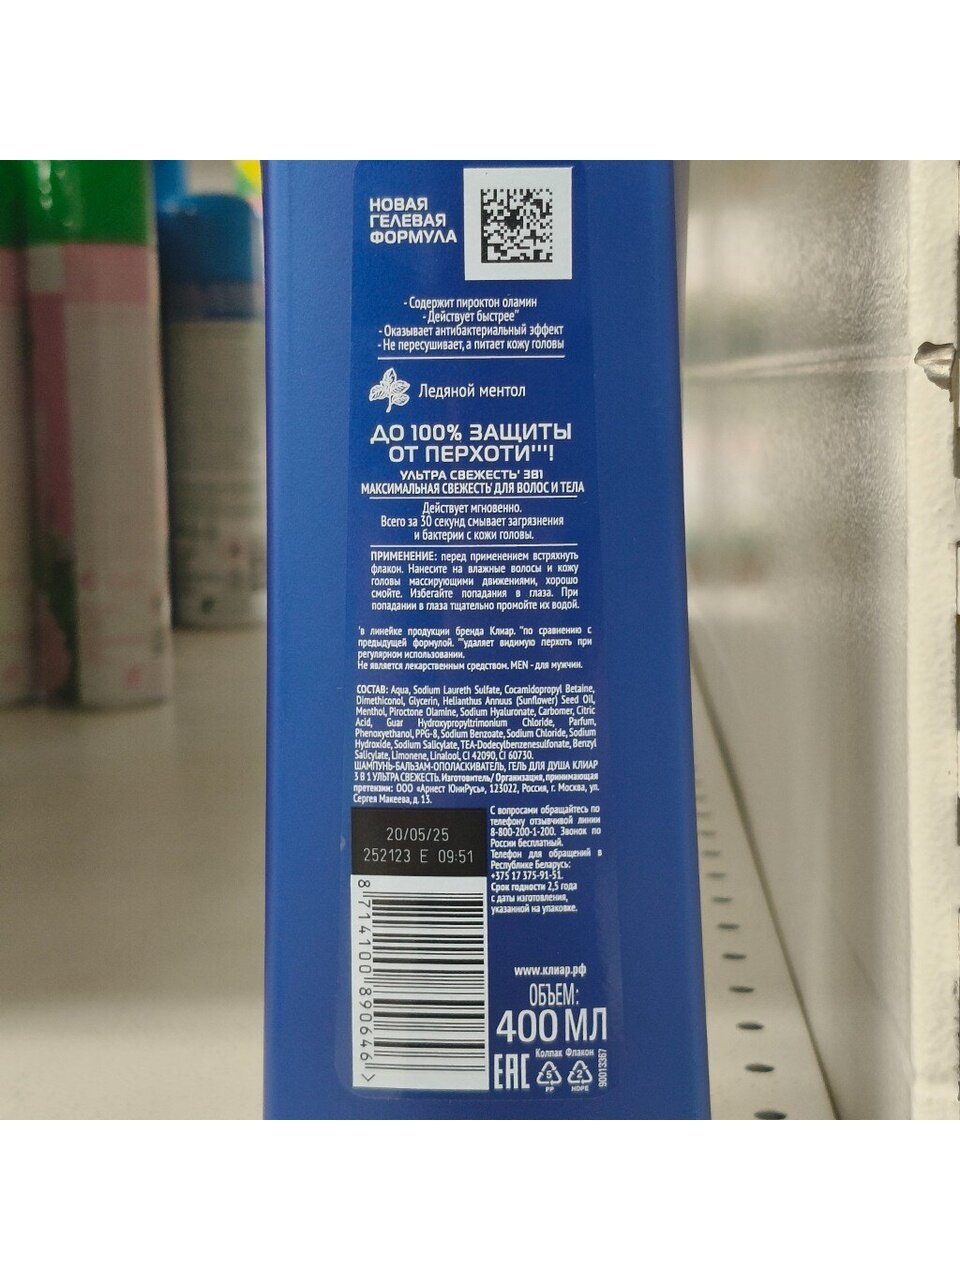 НОВАЯ
ГЕЛЕВАЯ
ФОРМУЛА
- Содержит пироктон оламин
- Действует быстрее''
- Оказывает антибактериальный эффект
- Не пересушивает, а питает кожу головы
Ледяной ментол
ДО 100% ЗАЩИТЫ
ОТ ПЕРХОТИ'''!
УЛЬТРА СВЕЖЕСТЬ' 3В1
МАКСИМАЛЬНАЯ СВЕЖЕСТЬ' ДЛЯ ВОЛОС И ТЕЛА
Действует мгновенно.
Всего за 30 секунд смывает загрязнения
и бактерии с кожи головы.
ПРИМЕНЕНИЕ: перед применением встряхнуть
флакон. Нанесите на влажные волосы и кожу
головы массирующими движениями, хорошо
смойте. Избегайте попадания в глаза. При
попадании в глаза тщательно промойте их водой.
'в линейке продукции бренда Клиар. ''по сравнению с
предыдущей формулой. '''удаляет видимую перхоть при
регулярном использовании.
Не является лекарственным средством. MEN - для мужчин.
СОСТАВ: Aqua, Sodium Laureth Sulfate, Cocamidopropyl Betaine,
Dimethiconol, Glycerin, Helianthus Annuus (Sunflower) Seed Oil,
Menthol, Piroctone Olamine, Sodium Hyaluronate, Carbomer, Citric
Acid, Guar Hydroxypropyltrimonium Chloride, Parfum,
Phenoxyethanol, PPG-8, Sodium Benzoate, Sodium Chloride, Sodium
Hydroxide, Sodium Salicylate, TEA-Dodecylbenzenesulfonate, Benzyl
Salicylate, Limonene, Linalool, CI 42090, CI 60730.
ШАМПУНЬ-БАЛЬЗАМ-ОПОЛАСКИВАТЕЛЬ, ГЕЛЬ ДЛЯ ДУША КЛИАР
3 В 1 УЛЬТРА СВЕЖЕСТЬ. Изготовитель/ Организация, принимающая
претензии: ООО «Арнест ЮниРусь», 123022, Россия, г. Москва, ул.
Сергея Макеева, д. 13.
20/05/25
252123 E 09:51
С вопросами обращайтесь по
телефону отзывчивой линии
8-800-200-1-200. Звонок по
России бесплатный.
Телефон для обращений в
Республике Беларусь:
+375 17 375-91-51.
Срок годности 2,5 года
с даты изготовления,
указанной на упаковке.
8 714100 890646 >
www.клиар.рф
ОБЪЕМ:
400 МЛ
EAC
Колпак Флакон
5 2
PP HDPE
90013367